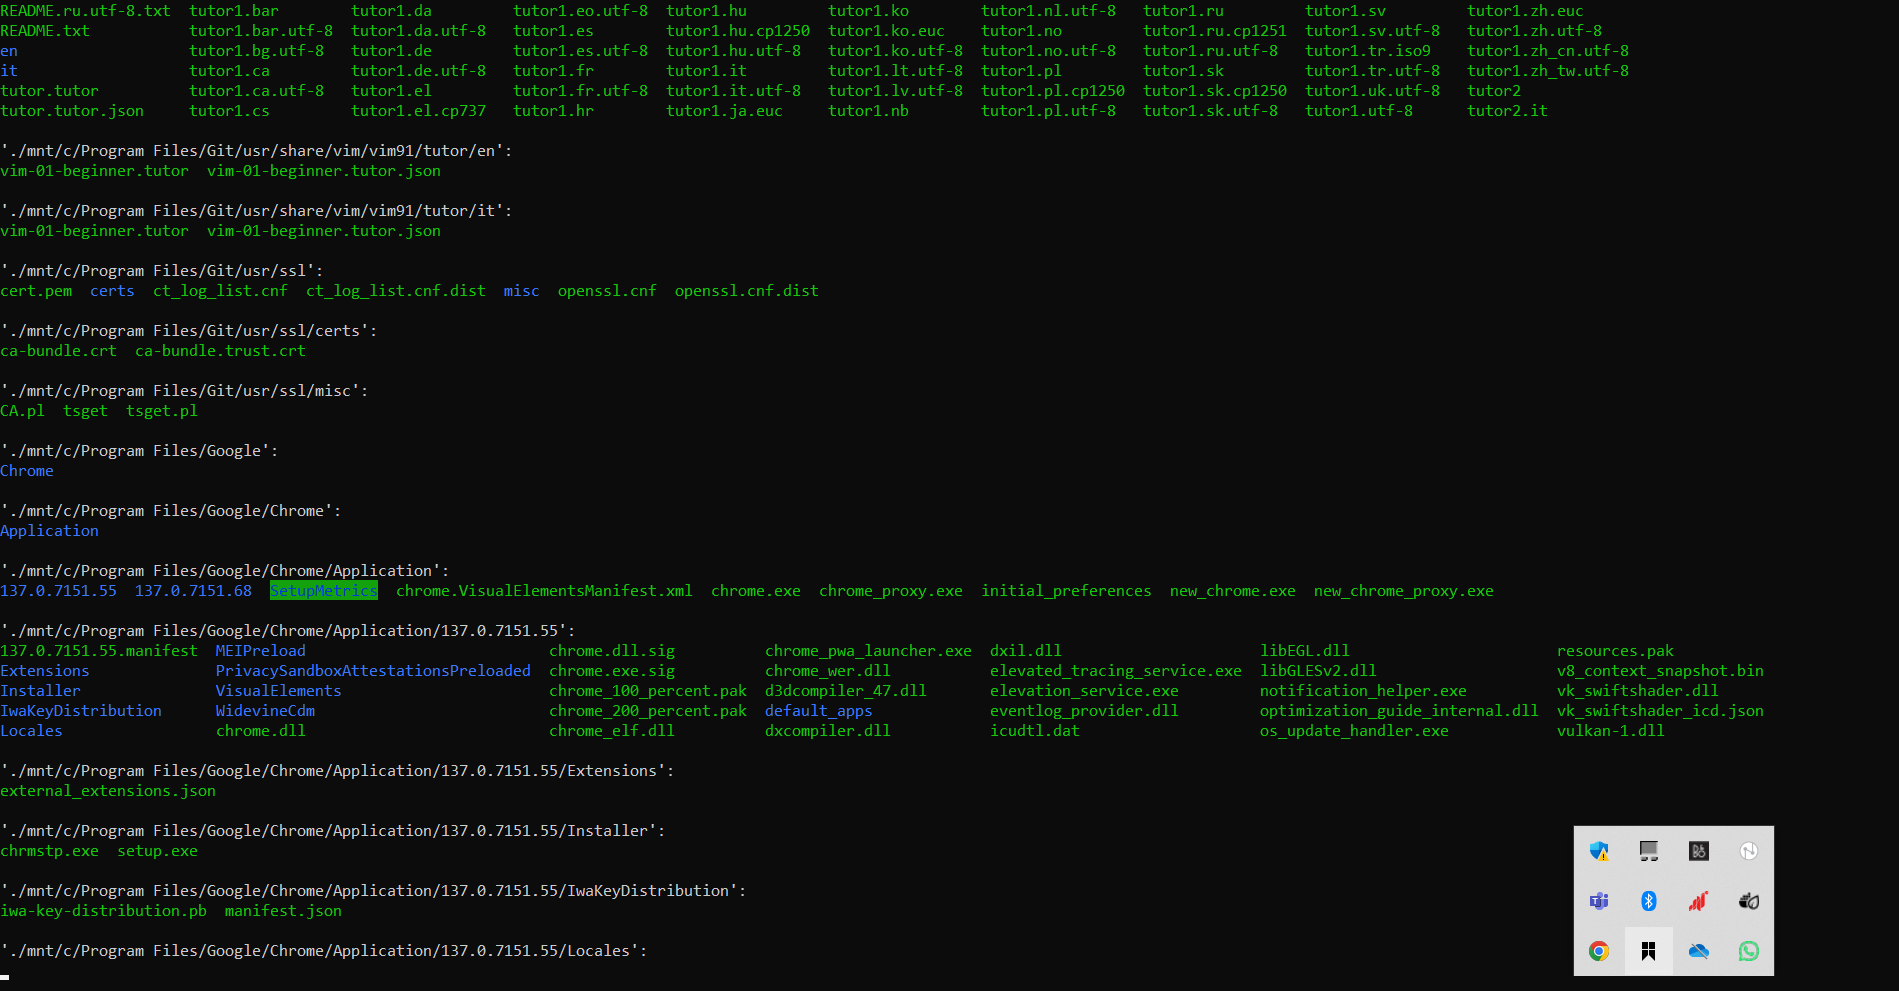 README.ru.utf-8.txt tutor1.bar tutor1.da tutor1.eo.utf-8 tutor1.hu tutor1.ko tutor1.nl.utf-8 tutor1.ru tutor1.sv tutor1.zh.euc
README.txt tutor1.bar.utf-8 tutor1.da.utf-8 tutor1.es tutor1.hu.cp1250 tutor1.ko.euc tutor1.no tutor1.ru.cp1251 tutor1.sv.utf-8 tutor1.zh.utf-8
en tutor1.bg.utf-8 tutor1.de tutor1.es.utf-8 tutor1.hu.utf-8 tutor1.ko.utf-8 tutor1.no.utf-8 tutor1.ru.utf-8 tutor1.tr.iso9 tutor1.zh_cn.utf-8
it tutor1.ca tutor1.de.utf-8 tutor1.fr tutor1.it tutor1.lt.utf-8 tutor1.pl tutor1.sk tutor1.tr.utf-8 tutor1.zh_tw.utf-8
tutor.tutor tutor1.ca.utf-8 tutor1.el tutor1.fr.utf-8 tutor1.it.utf-8 tutor1.lv.utf-8 tutor1.pl.cp1250 tutor1.sk.cp1250 tutor1.uk.utf-8 tutor2
tutor.tutor.json tutor1.cs tutor1.el.cp737 tutor1.hr tutor1.ja.euc tutor1.nb tutor1.pl.utf-8 tutor1.sk.utf-8 tutor1.utf-8 tutor2.it
'./mnt/c/Program Files/Git/usr/share/vim/vim91/tutor/en':
vim-01-beginner.tutor vim-01-beginner.tutor.json
'./mnt/c/Program Files/Git/usr/share/vim/vim91/tutor/it':
vim-01-beginner.tutor vim-01-beginner.tutor.json
'./mnt/c/Program Files/Git/usr/ssl':
cert.pem certs ct_log_list.cnf ct_log_list.cnf.dist misc openssl.cnf openssl.cnf.dist
'./mnt/c/Program Files/Git/usr/ssl/certs':
ca-bundle.crt ca-bundle.trust.crt
'./mnt/c/Program Files/Git/usr/ssl/misc':
CA.pl tsget tsget.pl
'./mnt/c/Program Files/Google':
Chrome
'./mnt/c/Program Files/Google/Chrome':
Application
'./mnt/c/Program Files/Google/Chrome/Application':
137.0.7151.55 137.0.7151.68 SetupMetrics chrome.VisualElementsManifest.xml chrome.exe chrome_proxy.exe initial_preferences new_chrome.exe new_chrome_proxy.exe
'./mnt/c/Program Files/Google/Chrome/Application/137.0.7151.55':
137.0.7151.55.manifest MEIPreload chrome.dll.sig chrome_pwa_launcher.exe dxil.dll libEGL.dll resources.pak
Extensions PrivacySandboxAttestationsPreloaded chrome.exe.sig chrome_wer.dll elevated_tracing_service.exe libGLESv2.dll v8_context_snapshot.bin
Installer VisualElements chrome_100_percent.pak d3dcompiler_47.dll elevation_service.exe notification_helper.exe vk_swiftshader.dll
IwaKeyDistribution WidevineCdm chrome_200_percent.pak default_apps eventlog_provider.dll optimization_guide_internal.dll vk_swiftshader_icd.json
Locales chrome.dll chrome_elf.dll dxcompiler.dll icudtl.dat os_update_handler.exe vulkan-1.dll
'./mnt/c/Program Files/Google/Chrome/Application/137.0.7151.55/Extensions':
external_extensions.json
'./mnt/c/Program Files/Google/Chrome/Application/137.0.7151.55/Installer':
chrmstp.exe setup.exe
'./mnt/c/Program Files/Google/Chrome/Application/137.0.7151.55/IwaKeyDistribution':
iwa-key-distribution.pb manifest.json
'./mnt/c/Program Files/Google/Chrome/Application/137.0.7151.55/Locales':